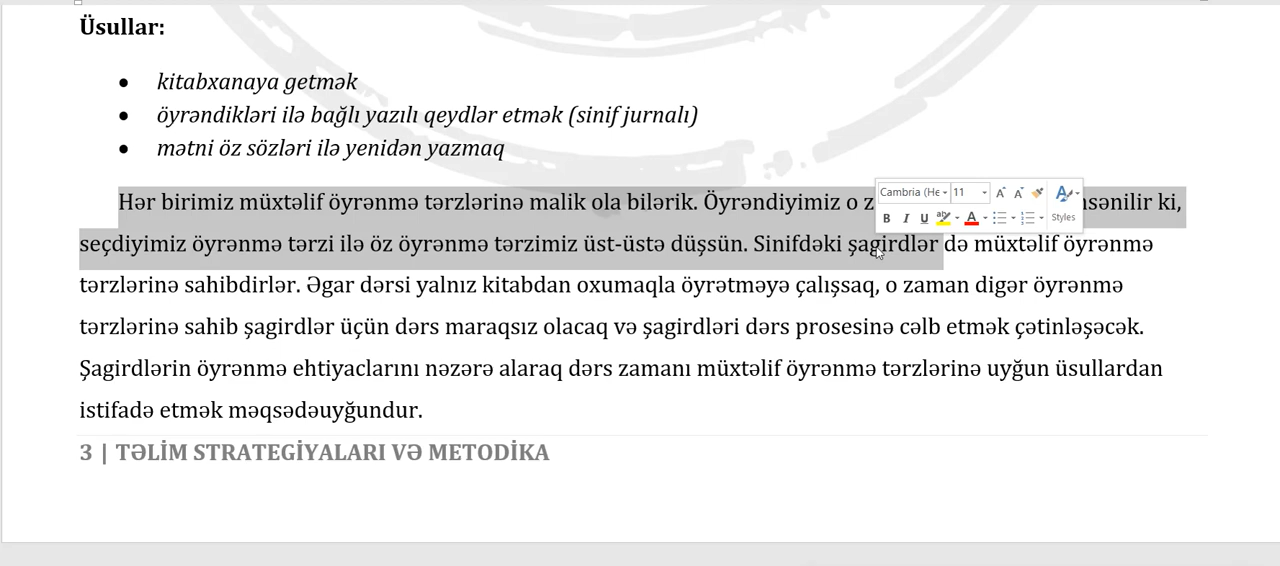 Üsullar:
• kitabxanaya getmək
• öyrəndikləri ilə bağlı yazılı qeydlər etmək (sinif jurnalı)
• mətni öz sözləri ilə yenidən yazmaq
Hər birimiz müxtəlif öyrənmə tərzlərinə malik ola bilərik. Öyrəndiyimiz o z ki,
Cambria (He 11
B I U Styles
seçdiyimiz öyrənmə tərzi ilə öz öyrənmə tərzimiz üst-üstə düşsün. Sinifdəki şagirdlər də müxtəlif öyrənmə
tərzlərinə sahibdirlər. Əgar dərsi yalnız kitabdan oxumaqla öyrətməyə çalışsaq, o zaman digər öyrənmə
tərzlərinə sahib şagirdlər üçün dərs maraqsız olacaq və şagirdləri dərs prosesinə cəlb etmək çətinləşəcək.
Şagirdlərin öyrənmə ehtiyaclarını nəzərə alaraq dərs zamanı müxtəlif öyrənmə tərzlərinə uyğun üsullardan
istifadə etmək məqsədəuyğundur.
3 | TƏLİM STRATEGİYALARI VƏ METODİKA